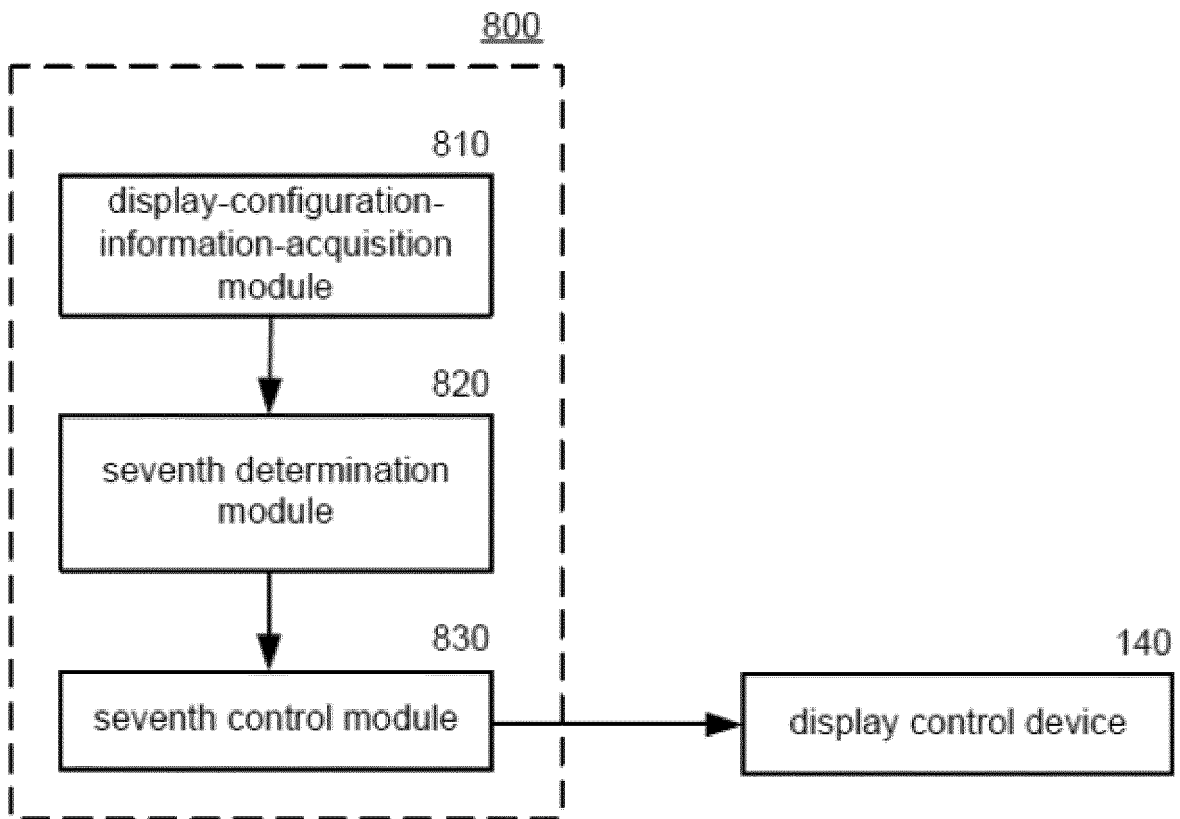 800
810
display-configuration-
information-acquisition
module
820
seventh determination
module
830
seventh control module
140
display control device